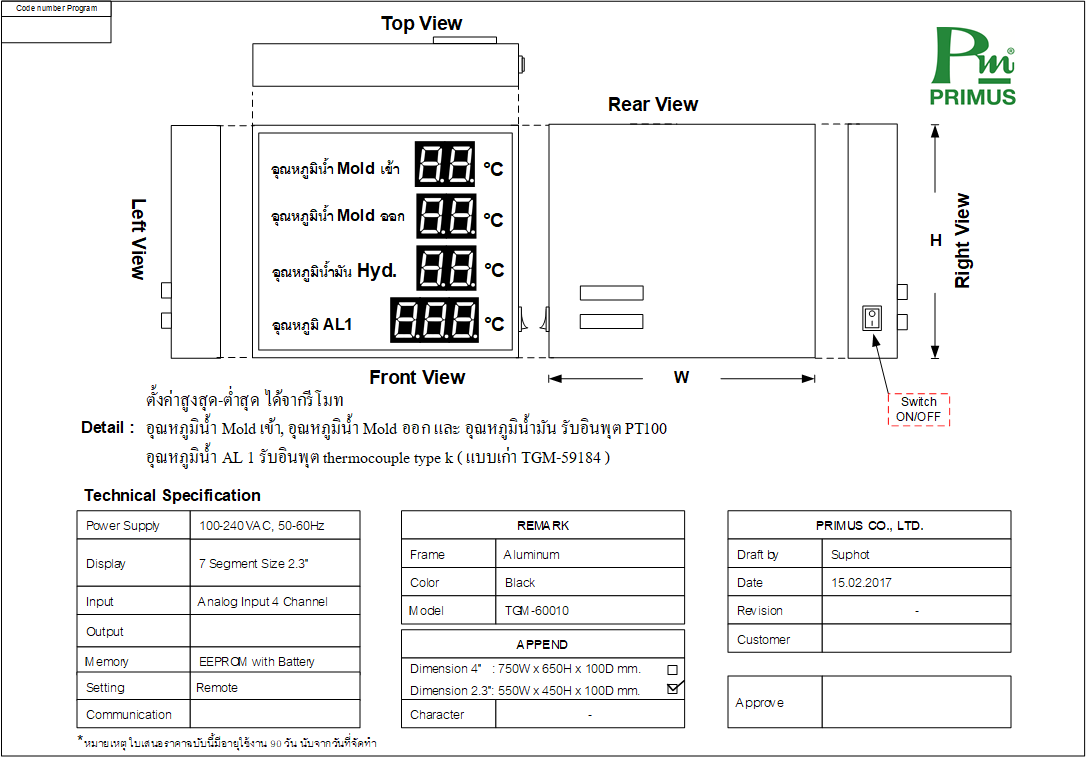 Code number Program
Top View
Pm®
PRIMUS
Rear View
Left View
อุณหภูมิน้ำ Mold เข้า 88. °C
อุณหภูมิน้ำ Mold ออก 88. °C
อุณหภูมิน้ำมัน Hyd. 88. °C
อุณหภูมิ AL1 888. °C
H
Right View
Front View
W
Switch
ON/OFF
ตั้งค่าสูงสุด-ต่ำสุด ได้จากรีโมท
Detail : อุณหภูมิน้ำ Mold เข้า, อุณหภูมิน้ำ Mold ออก และ อุณหภูมิน้ำมัน รับอินพุต PT100
อุณหภูมิน้ำ AL 1 รับอินพุต thermocouple type k ( แบบเก่า TGM-59184 )
Technical Specification
Power Supply 100-240 VAC, 50-60Hz
Display 7 Segment Size 2.3"
Input Analog Input 4 Channel
Output
Memory EEPROM with Battery
Setting Remote
Communication
*หมายเหตุ ใบเสนอราคาฉบับนี้มีอายุใช้งาน 90 วัน นับจากวันที่จัดทำ
REMARK
Frame Aluminum
Color Black
Model TGM-60010
APPEND
Dimension 4" : 750W x 650H x 100D mm.
Dimension 2.3": 550W x 450H x 100D mm.
Character -
PRIMUS CO., LTD.
Draft by Suphot
Date 15.02.2017
Revision -
Customer
Approve